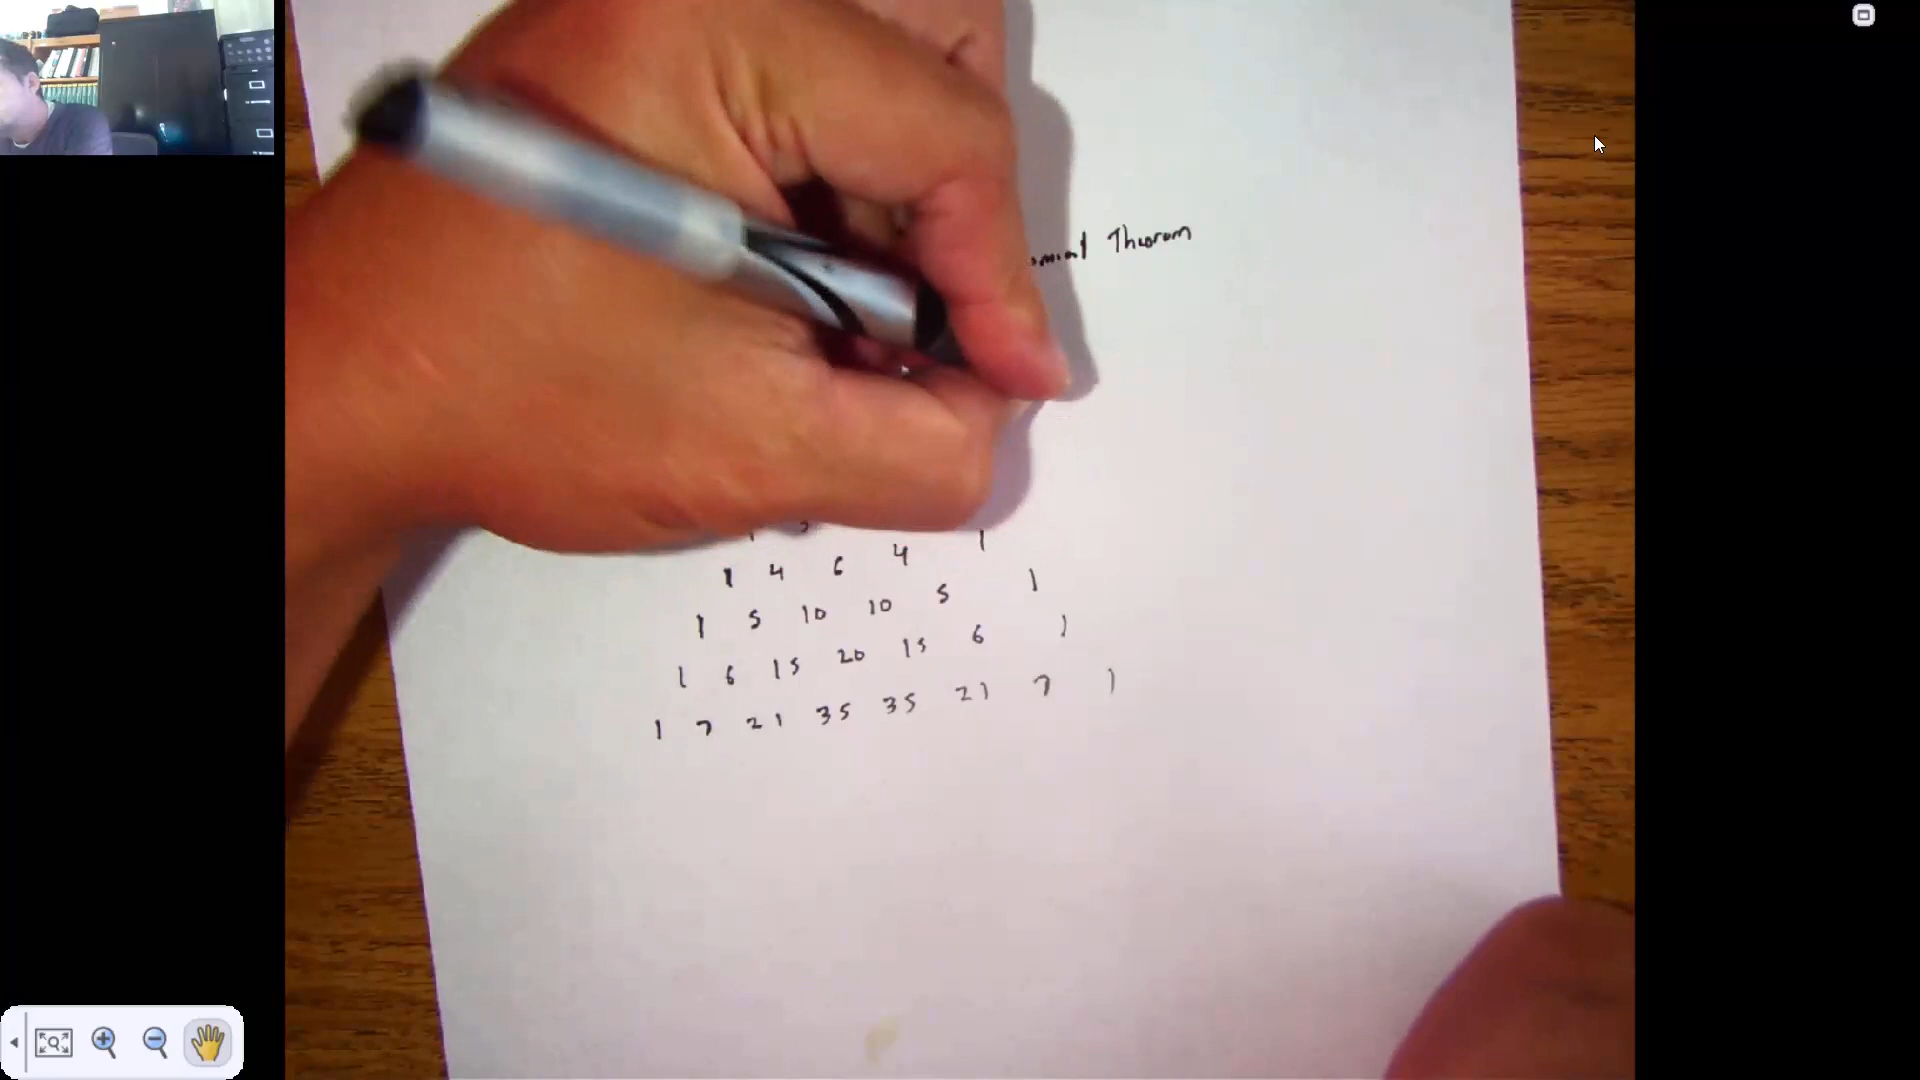 Theorem
1 4 6 4 1
1 5 10 10 5 1
1 6 15 20 15 6 1
1 7 21 35 35 21 7 1